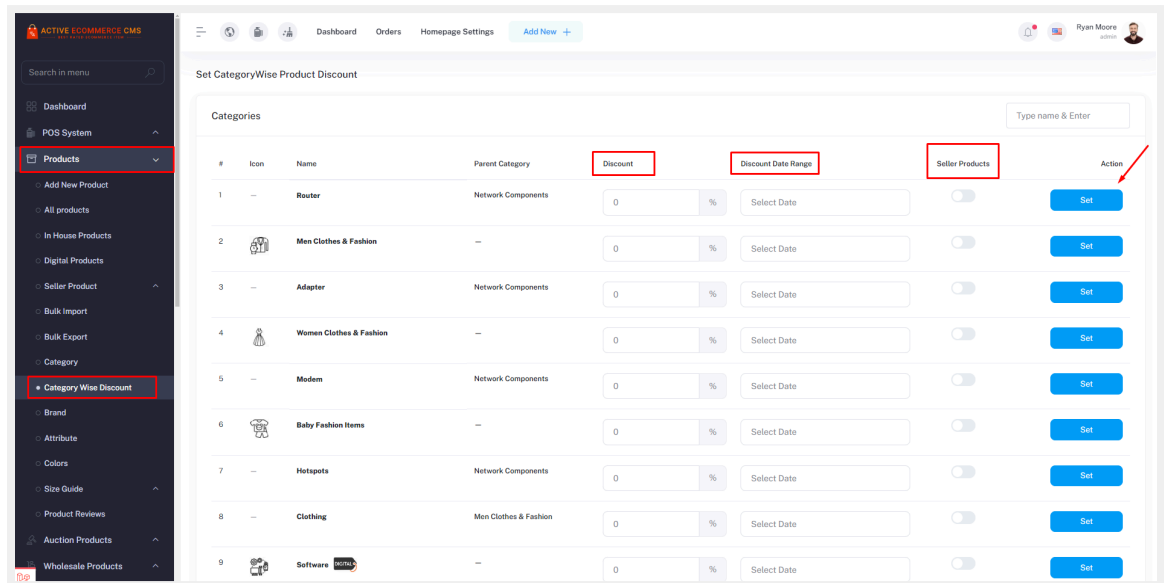 ACTIVE ECOMMERCE CMS
Dashboard Orders Homepage Settings Add New +
Ryan Moore
admin
Search in menu
Set CategoryWise Product Discount
Dashboard
POS System
Products
Add New Product
All products
In House Products
Digital Products
Seller Product
Bulk Import
Bulk Export
Category
Category Wise Discount
Brand
Attribute
Colors
Size Guide
Product Reviews
Auction Products
Wholesale Products
Categories
Type name & Enter
# Icon Name Parent Category Discount Discount Date Range Seller Products Action
1 — Router Network Components 0 % Select Date Set
2 Men Clothes & Fashion — 0 % Select Date Set
3 — Adapter Network Components 0 % Select Date Set
4 Women Clothes & Fashion — 0 % Select Date Set
5 — Modem Network Components 0 % Select Date Set
6 Baby Fashion Items — 0 % Select Date Set
7 — Hotspots Network Components 0 % Select Date Set
8 — Clothing Men Clothes & Fashion 0 % Select Date Set
9 Software DIGITAL — 0 % Select Date Set